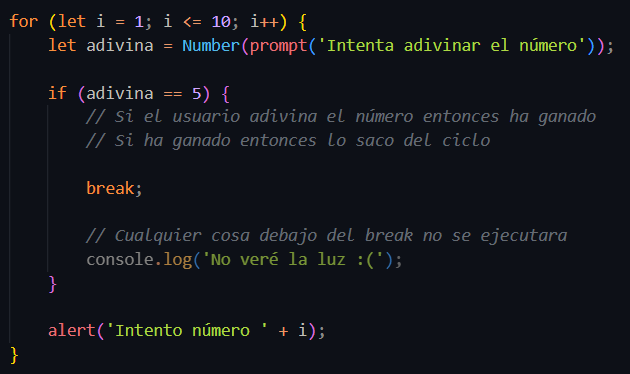 for (let i = 1; i <= 10; i++) {
let adivina = Number(prompt('Intenta adivinar el número'));
if (adivina == 5) {
// Si el usuario adivina el número entonces ha ganado
// Si ha ganado entonces lo saco del ciclo
break;
// Cualquier cosa debajo del break no se ejecutara
console.log('No veré la luz :(');
}
alert('Intento número ' + i);
}